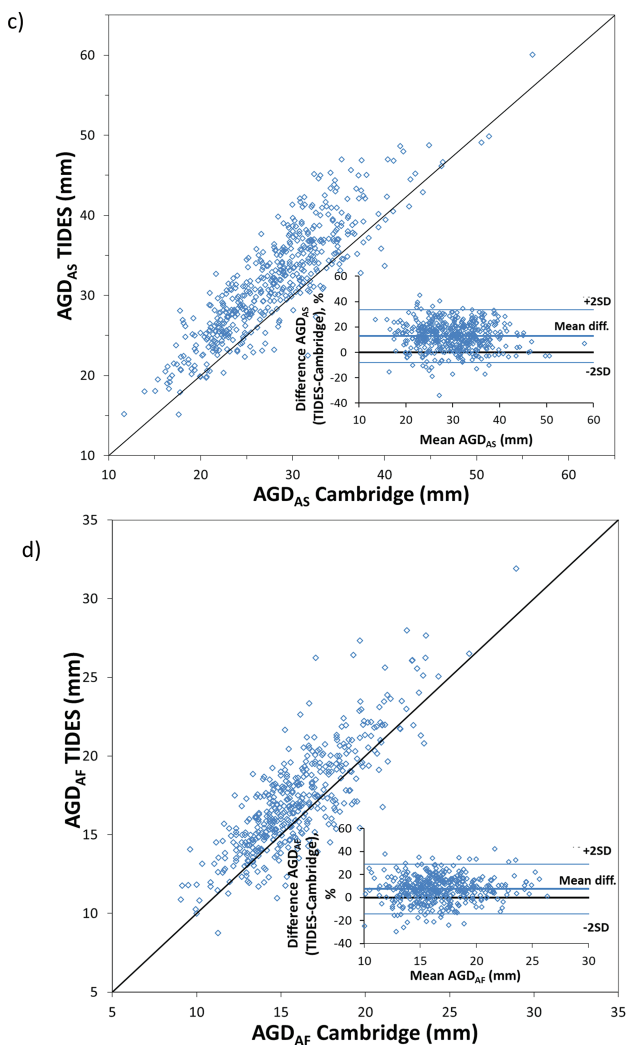 c)
65
60
50
40
30
20
10
AGDAS TIDES (mm)
10
20
30
40
50
60
AGDAS Cambridge (mm)
60
40
20
0
-20
-40
Difference AGDAS
(TIDES-Cambridge), %
+2SD
Mean diff.
-2SD
10
20
30
40
50
60
Mean AGDAS (mm)
d)
35
30
25
20
15
10
5
AGDAF TIDES (mm)
5
10
15
20
25
30
35
AGDAF Cambridge (mm)
60
40
20
0
-20
-40
Difference AGDAF
(TIDES-Cambridge),
%
+2SD
Mean diff.
-2SD
10
15
20
25
30
Mean AGDAF (mm)